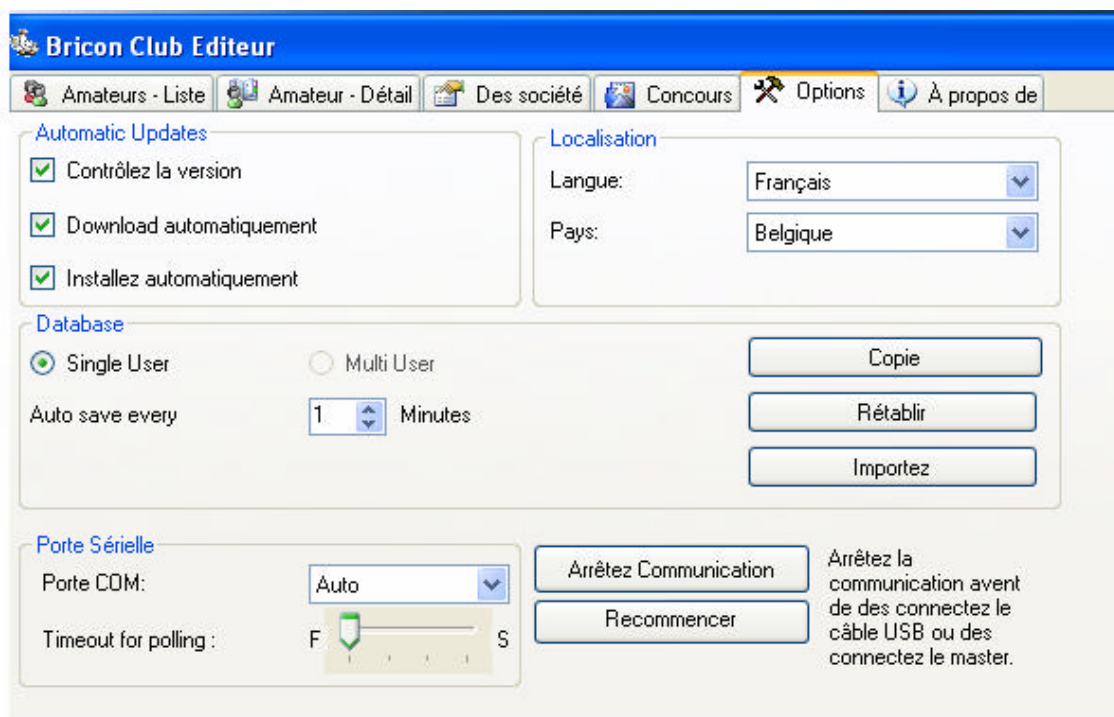 Bricon Club Editeur
Amateurs - Liste Amateur - Détail Des société Concours Options À propos de
Automatic Updates
Contrôlez la version
Download automatiquement
Installez automatiquement
Localisation
Langue: Français
Pays: Belgique
Database
Single User Multi User
Auto save every 1 Minutes
Copie
Rétablir
Importez
Porte Sérielle
Porte COM: Auto
Timeout for polling : F S
Arrêtez Communication
Recommencer
Arrêtez la
communication avent
de des connectez le
câble USB ou des
connectez le master.